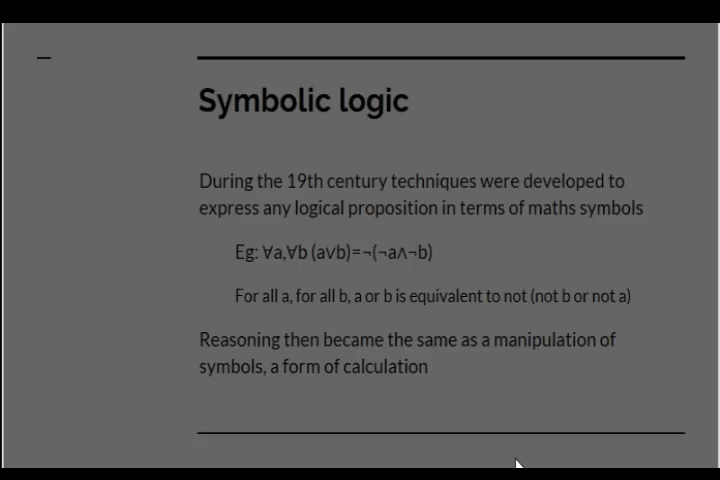 Symbolic logic
During the 19th century techniques were developed to
express any logical proposition in terms of maths symbols
Eg: ∀a,∀b (a∨b)=¬(¬a∧¬b)
For all a, for all b, a or b is equivalent to not (not b or not a)
Reasoning then became the same as a manipulation of
symbols, a form of calculation